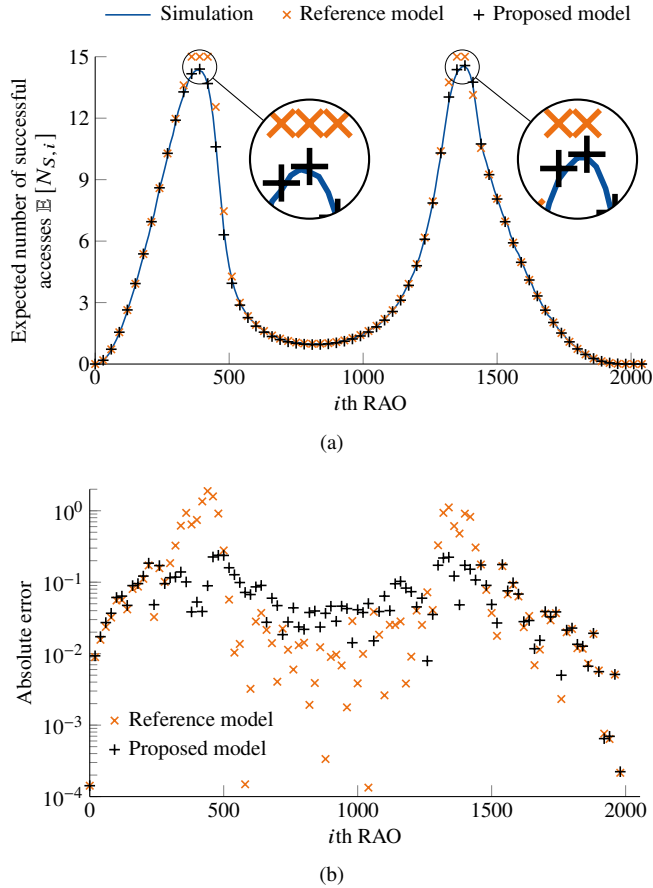 Simulation × Reference model + Proposed model
15
12
9
6
3
0
Expected number of successful
accesses 𝔼 [N_{S,i}]
0 500 1000 1500 2000
ith RAO
(a)
10^0
10^{-1}
10^{-2}
10^{-3}
10^{-4}
Absolute error
× Reference model
+ Proposed model
0 500 1000 1500 2000
ith RAO
(b)